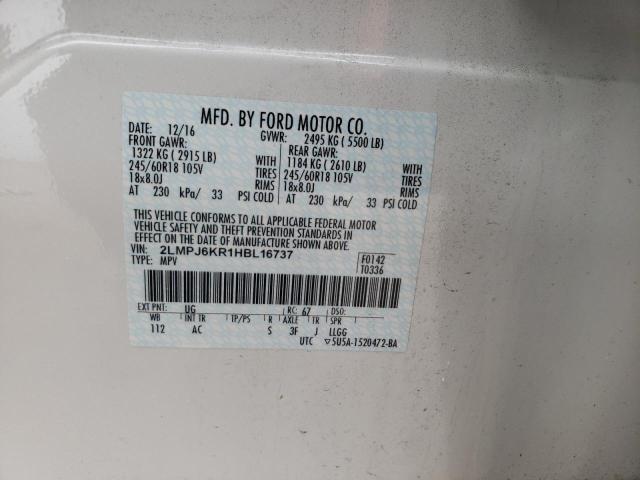 MFD. BY FORD MOTOR CO.
DATE: 12/16 GVWR: 2495 KG ( 5500 LB)
FRONT GAWR: REAR GAWR:
1322 KG ( 2915 LB) WITH 1184 KG ( 2610 LB) WITH
245/60R18 105V TIRES 245/60R18 105V TIRES
18x8.0J RIMS 18x8.0J RIMS
AT 230 kPa/ 33 PSI COLD AT 230 kPa/ 33 PSI COLD
THIS VEHICLE CONFORMS TO ALL APPLICABLE FEDERAL MOTOR
VEHICLE SAFETY AND THEFT PREVENTION STANDARDS IN
EFFECT ON THE DATE OF MANUFACTURE SHOWN ABOVE.
VIN: 2LMPJ6KR1HBL16737 F0142
TYPE: MPV T0336
EXT PNT: UG RC: 67 DSO:
WB INT TR TP/PS R AXLE TR SPR
112 AC S 3F J LLGG
UTC ▽5U5A-1520472-BA